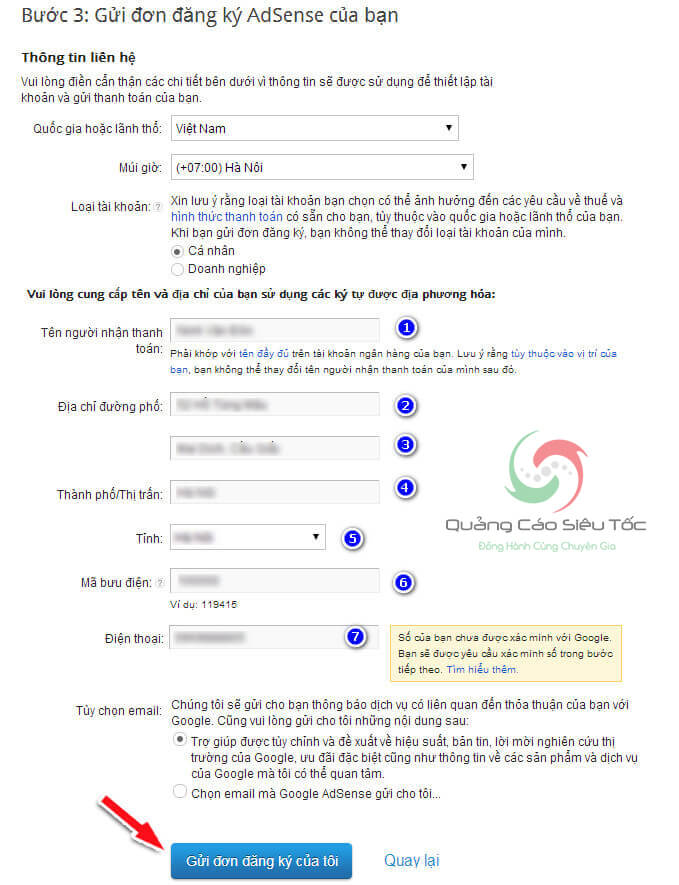 Bước 3: Gửi đơn đăng ký AdSense của bạn
Thông tin liên hệ
Vui lòng điền cẩn thận các chi tiết bên dưới vì thông tin sẽ được sử dụng để thiết lập tài
khoản và gửi thanh toán của bạn.
Quốc gia hoặc lãnh thổ: Việt Nam
Múi giờ: (+07:00) Hà Nôi
Loại tài khoản: ? Xin lưu ý rằng loại tài khoản bạn chọn có thể ảnh hưởng đến các yêu cầu về thuế và
hình thức thanh toán có sẵn cho bạn, tùy thuộc vào quốc gia hoặc lãnh thổ của bạn.
Khi bạn gửi đơn đăng ký, bạn không thể thay đổi loại tài khoản của mình.
Cá nhân
Doanh nghiệp
Vui lòng cung cấp tên và địa chỉ của bạn sử dụng các ký tự được địa phương hóa:
Tên người nhận thanh
toán:
1
Phải khớp với tên đầy đủ trên tài khoản ngân hàng của bạn. Lưu ý rằng tùy thuộc vào vị trí của
bạn, bạn không thể thay đổi tên người nhận thanh toán của mình sau đó.
Địa chỉ đường phố: 2
3
Thành phố/Thị trấn: 4
Quảng Cáo Siêu Tốc
Đồng Hành Cùng Chuyên Gia
Tỉnh: 5
Mã bưu điện: ? 6
Ví dụ: 119415
Điện thoại: 7
Số của bạn chưa được xác minh với Google.
Bạn sẽ được yêu cầu xác minh số trong bước
tiếp theo. Tìm hiểu thêm.
Tùy chọn email: Chúng tôi sẽ gửi cho bạn thông báo dịch vụ có liên quan đến thỏa thuận của bạn với
Google. Cũng vui lòng gửi cho tôi những nội dung sau:
Trợ giúp được tùy chỉnh và đề xuất về hiệu suất, bản tin, lời mời nghiên cứu thị
trường của Google, ưu đãi đặc biệt cũng như thông tin về các sản phẩm và dịch vụ
của Google mà tôi có thể quan tâm.
Chọn email mà Google AdSense gửi cho tôi...
Gửi đơn đăng ký của tôi Quay lại